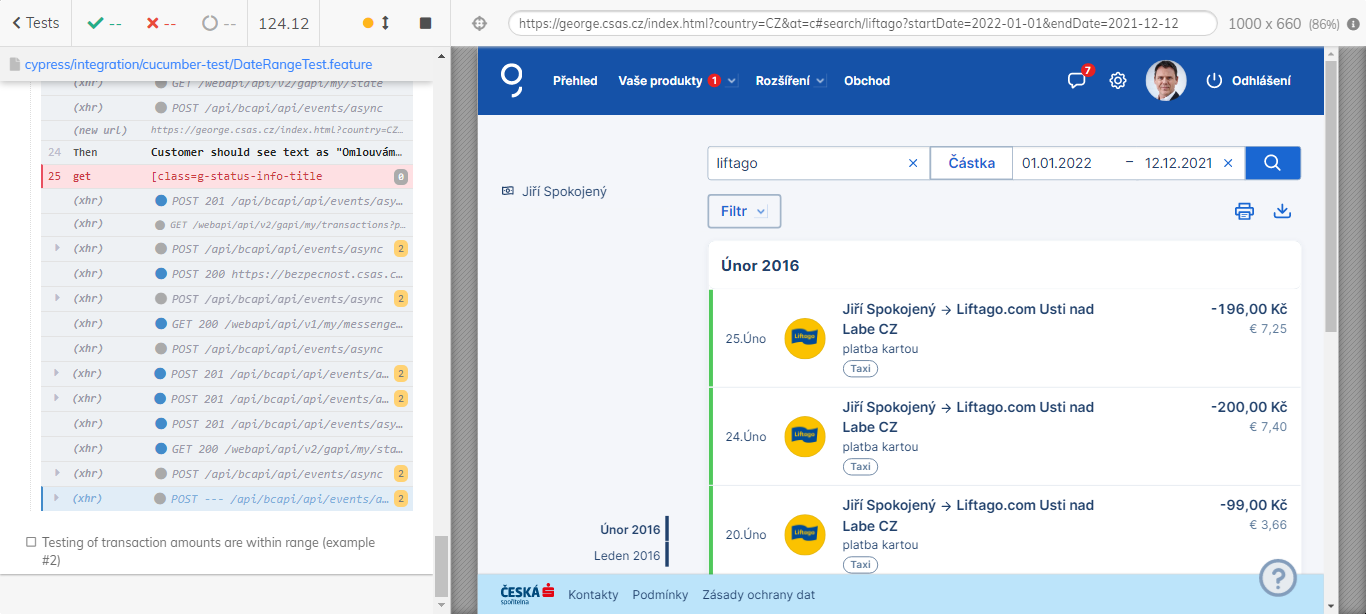 Tests
--
--
--
124.12
https://george.csas.cz/index.html?country=CZ&at=c#search/liftago?startDate=2022-01-01&endDate=2021-12-12
1000 x 660 (86%)
cypress/integration/cucumber-test/DateRangeTest.feature
(xhr) GET /webapi/api/v2/gapi/my/state
(xhr) POST /api/bcapi/api/events/async
(new url) https://george.csas.cz/index.html?country=CZ…
24 Then Customer should see text as "Omlouvám…
25 get [class=g-status-info-title 0
(xhr) POST 201 /api/bcapi/api/events/asy…
(xhr) GET /webapi/api/v2/gapi/my/transactions?p…
(xhr) POST /api/bcapi/api/events/async 2
(xhr) POST 200 https://bezpecnost.csas.c…
(xhr) POST /api/bcapi/api/events/async 2
(xhr) GET 200 /webapi/api/v1/my/messenge…
(xhr) POST /api/bcapi/api/events/async
(xhr) POST 201 /api/bcapi/api/events/a… 2
(xhr) POST 201 /api/bcapi/api/events/a… 2
(xhr) POST 201 /api/bcapi/api/events/asy…
(xhr) GET 200 /webapi/api/v2/gapi/my/sta…
(xhr) POST /api/bcapi/api/events/async 2
(xhr) POST --- /api/bcapi/api/events/a… 2
Testing of transaction amounts are within range (example
#2)
Přehled
Vaše produkty 1
Rozšíření
Obchod
7
Odhlášení
liftago
Částka
01.01.2022 – 12.12.2021
Jiří Spokojený
Filtr
Únor 2016
25.Úno
Liftago
Jiří Spokojený → Liftago.com Usti nad
Labe CZ
platba kartou
Taxi
-196,00 Kč
€ 7,25
24.Úno
Liftago
Jiří Spokojený → Liftago.com Usti nad
Labe CZ
platba kartou
Taxi
-200,00 Kč
€ 7,40
20.Úno
Liftago
Jiří Spokojený → Liftago.com Usti nad
Labe CZ
platba kartou
Taxi
-99,00 Kč
€ 3,66
Únor 2016
Leden 2016
?
ČESKÁ
spořitelna
Kontakty
Podmínky
Zásady ochrany dat